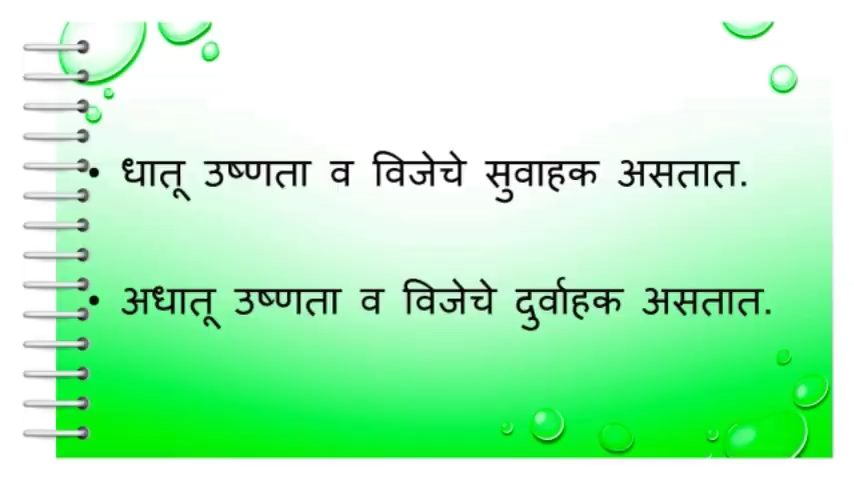 • धातू उष्णता व विजेचे सुवाहक असतात.
• अधातू उष्णता व विजेचे दुर्वाहक असतात.